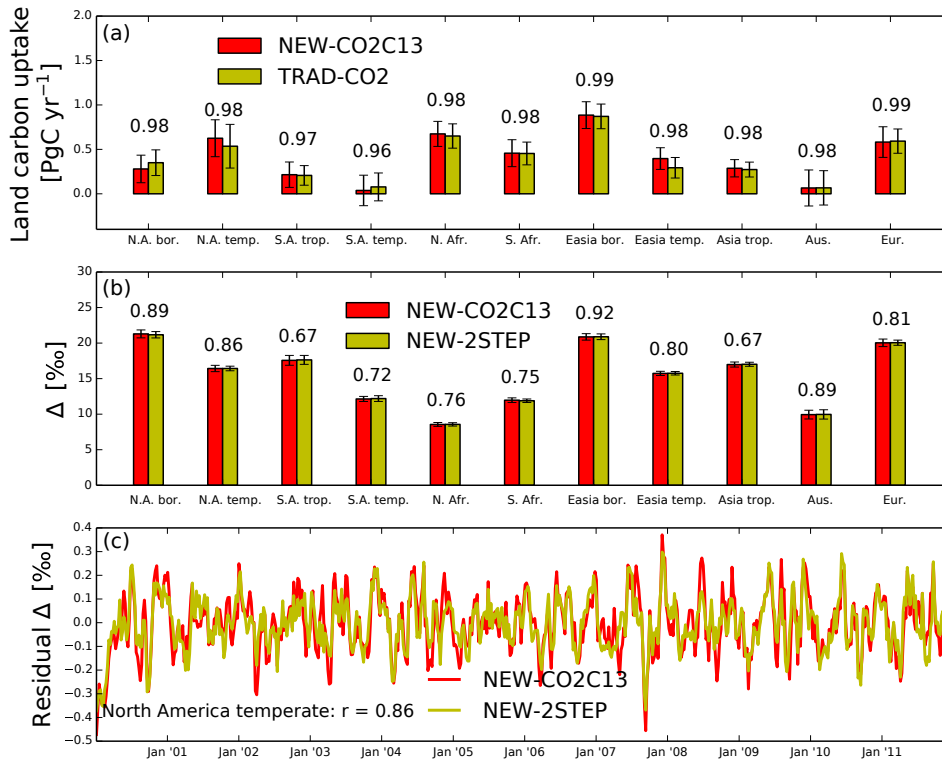 (a)
NEW-CO2C13
TRAD-CO2
Land carbon uptake
[PgC yr⁻¹]
2.0
1.5
1.0
0.5
0.0
0.98 0.98 0.97 0.96 0.98 0.93 0.99 0.98 0.98 0.98 0.99
N.A. bor. N.A. temp. S.A. trop. S.A. temp. N. Afr. S. Afr. Easia bor. Easia temp. Asia trop. Aus. Eur.
(b)
NEW-CO2C13
NEW-2STEP
Δ [‰]
30
25
20
15
10
5
0
0.89 0.86 0.67 0.72 0.76 0.75 0.92 0.80 0.67 0.89 0.81
N.A. bor. N.A. temp. S.A. trop. S.A. temp. N. Afr. S. Afr. Easia bor. Easia temp. Asia trop. Aus. Eur.
(c)
Residual Δ [‰]
0.4
0.3
0.2
0.1
0.0
−0.1
−0.2
−0.3
−0.4
−0.5
NEW-CO2C13
NEW-2STEP
North America temperate: r = 0.86
Jan '01 Jan '02 Jan '03 Jan '04 Jan '05 Jan '06 Jan '07 Jan '08 Jan '09 Jan '10 Jan '11